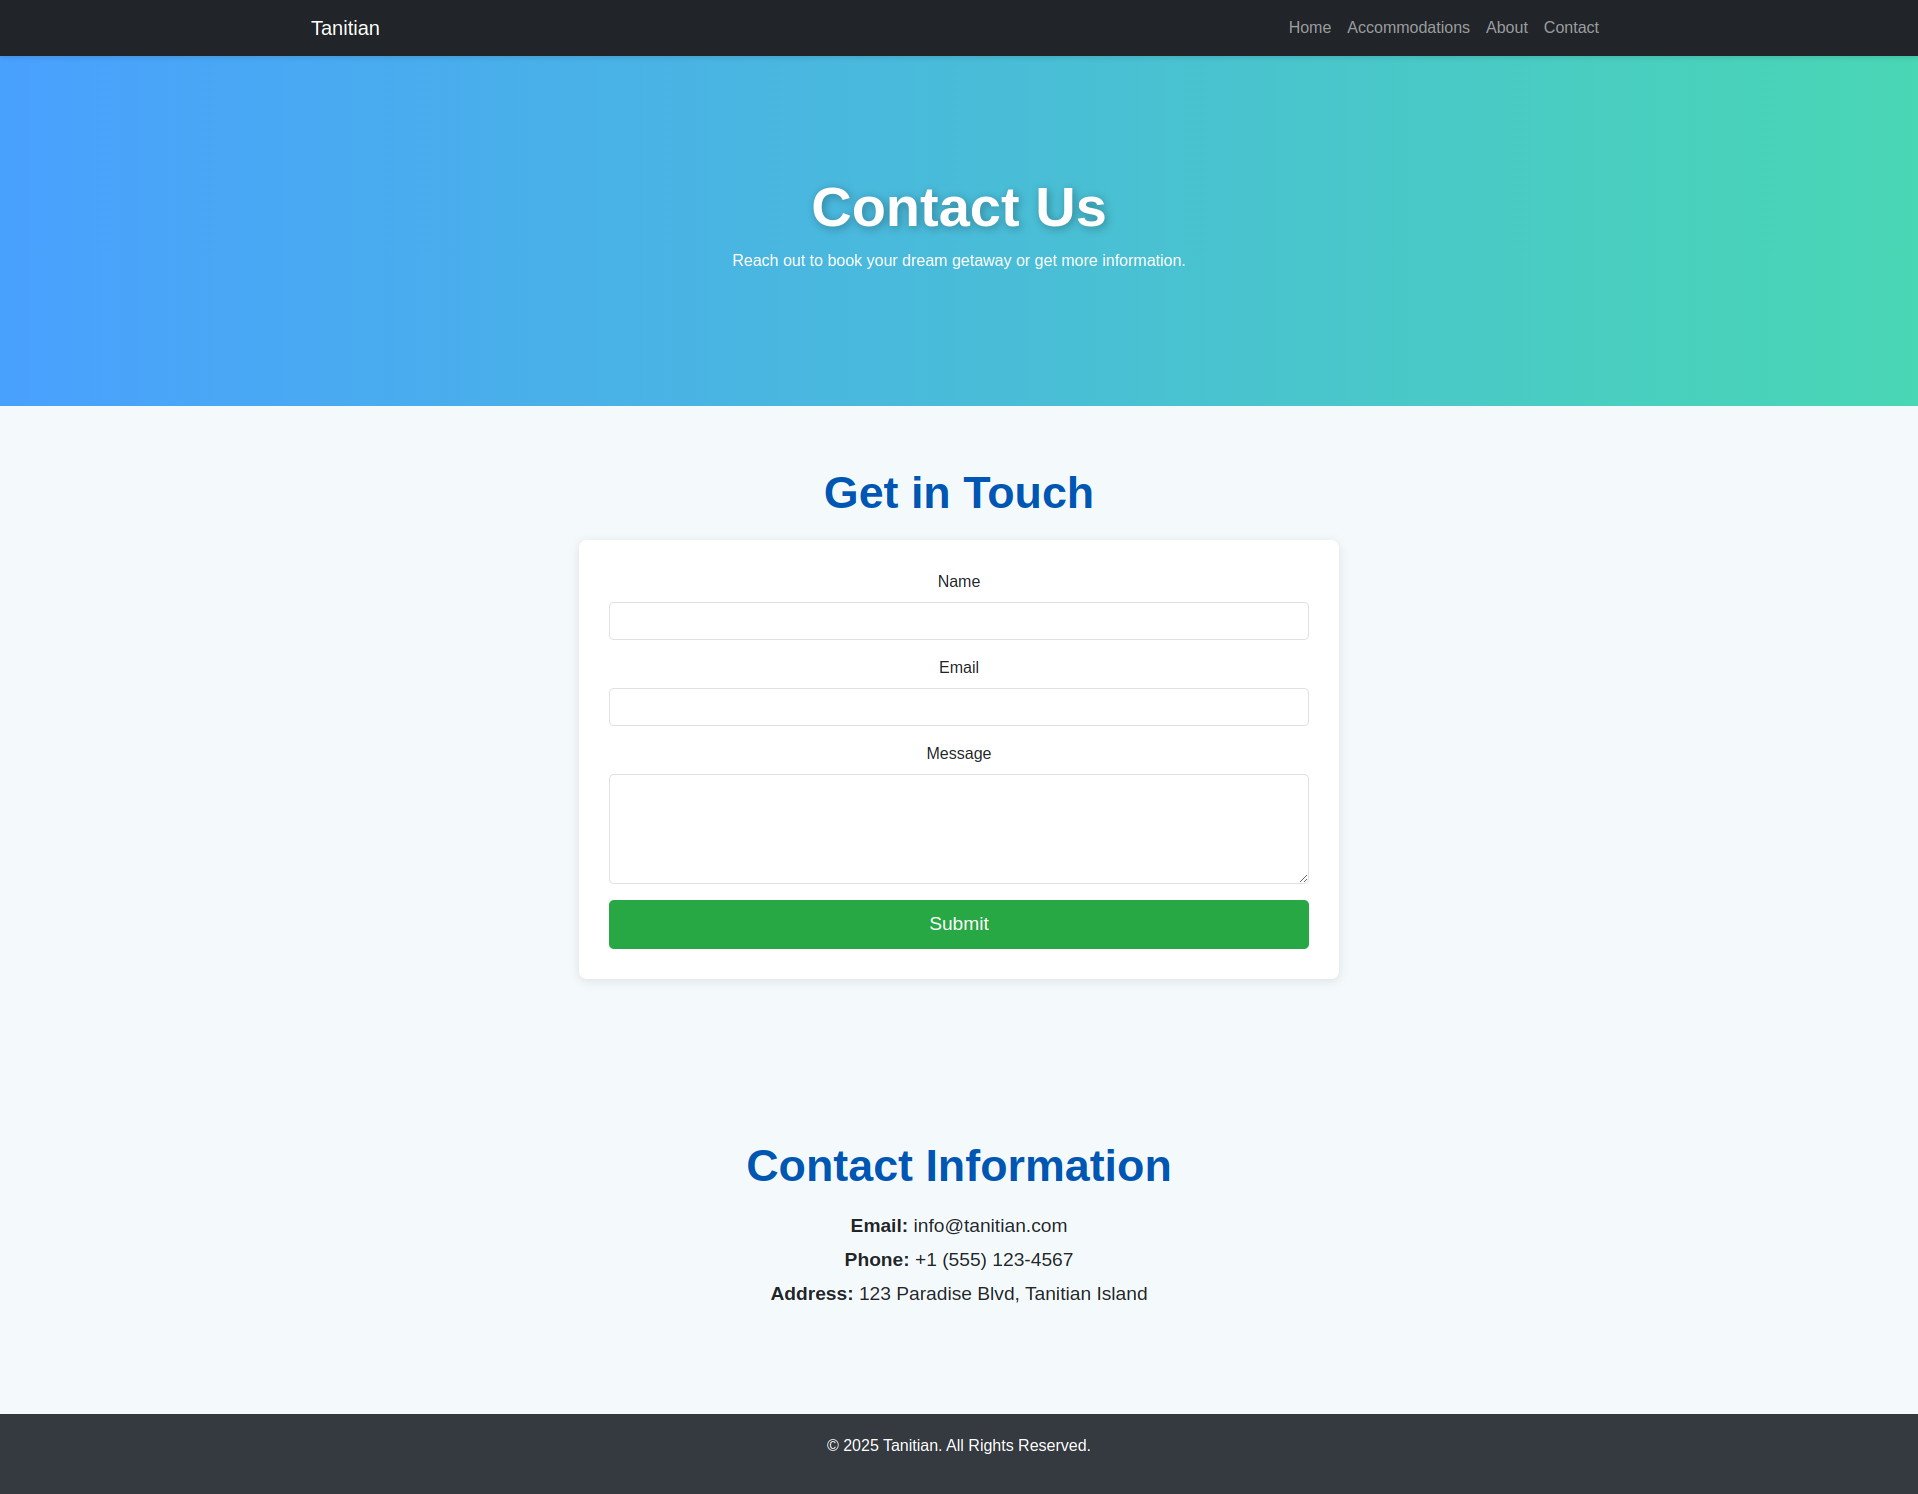 Tanitian
Home Accommodations About Contact
Contact Us
Reach out to book your dream getaway or get more information.
Get in Touch
Name
Email
Message
Submit
Contact Information
Email: info@tanitian.com
Phone: +1 (555) 123-4567
Address: 123 Paradise Blvd, Tanitian Island
© 2025 Tanitian. All Rights Reserved.